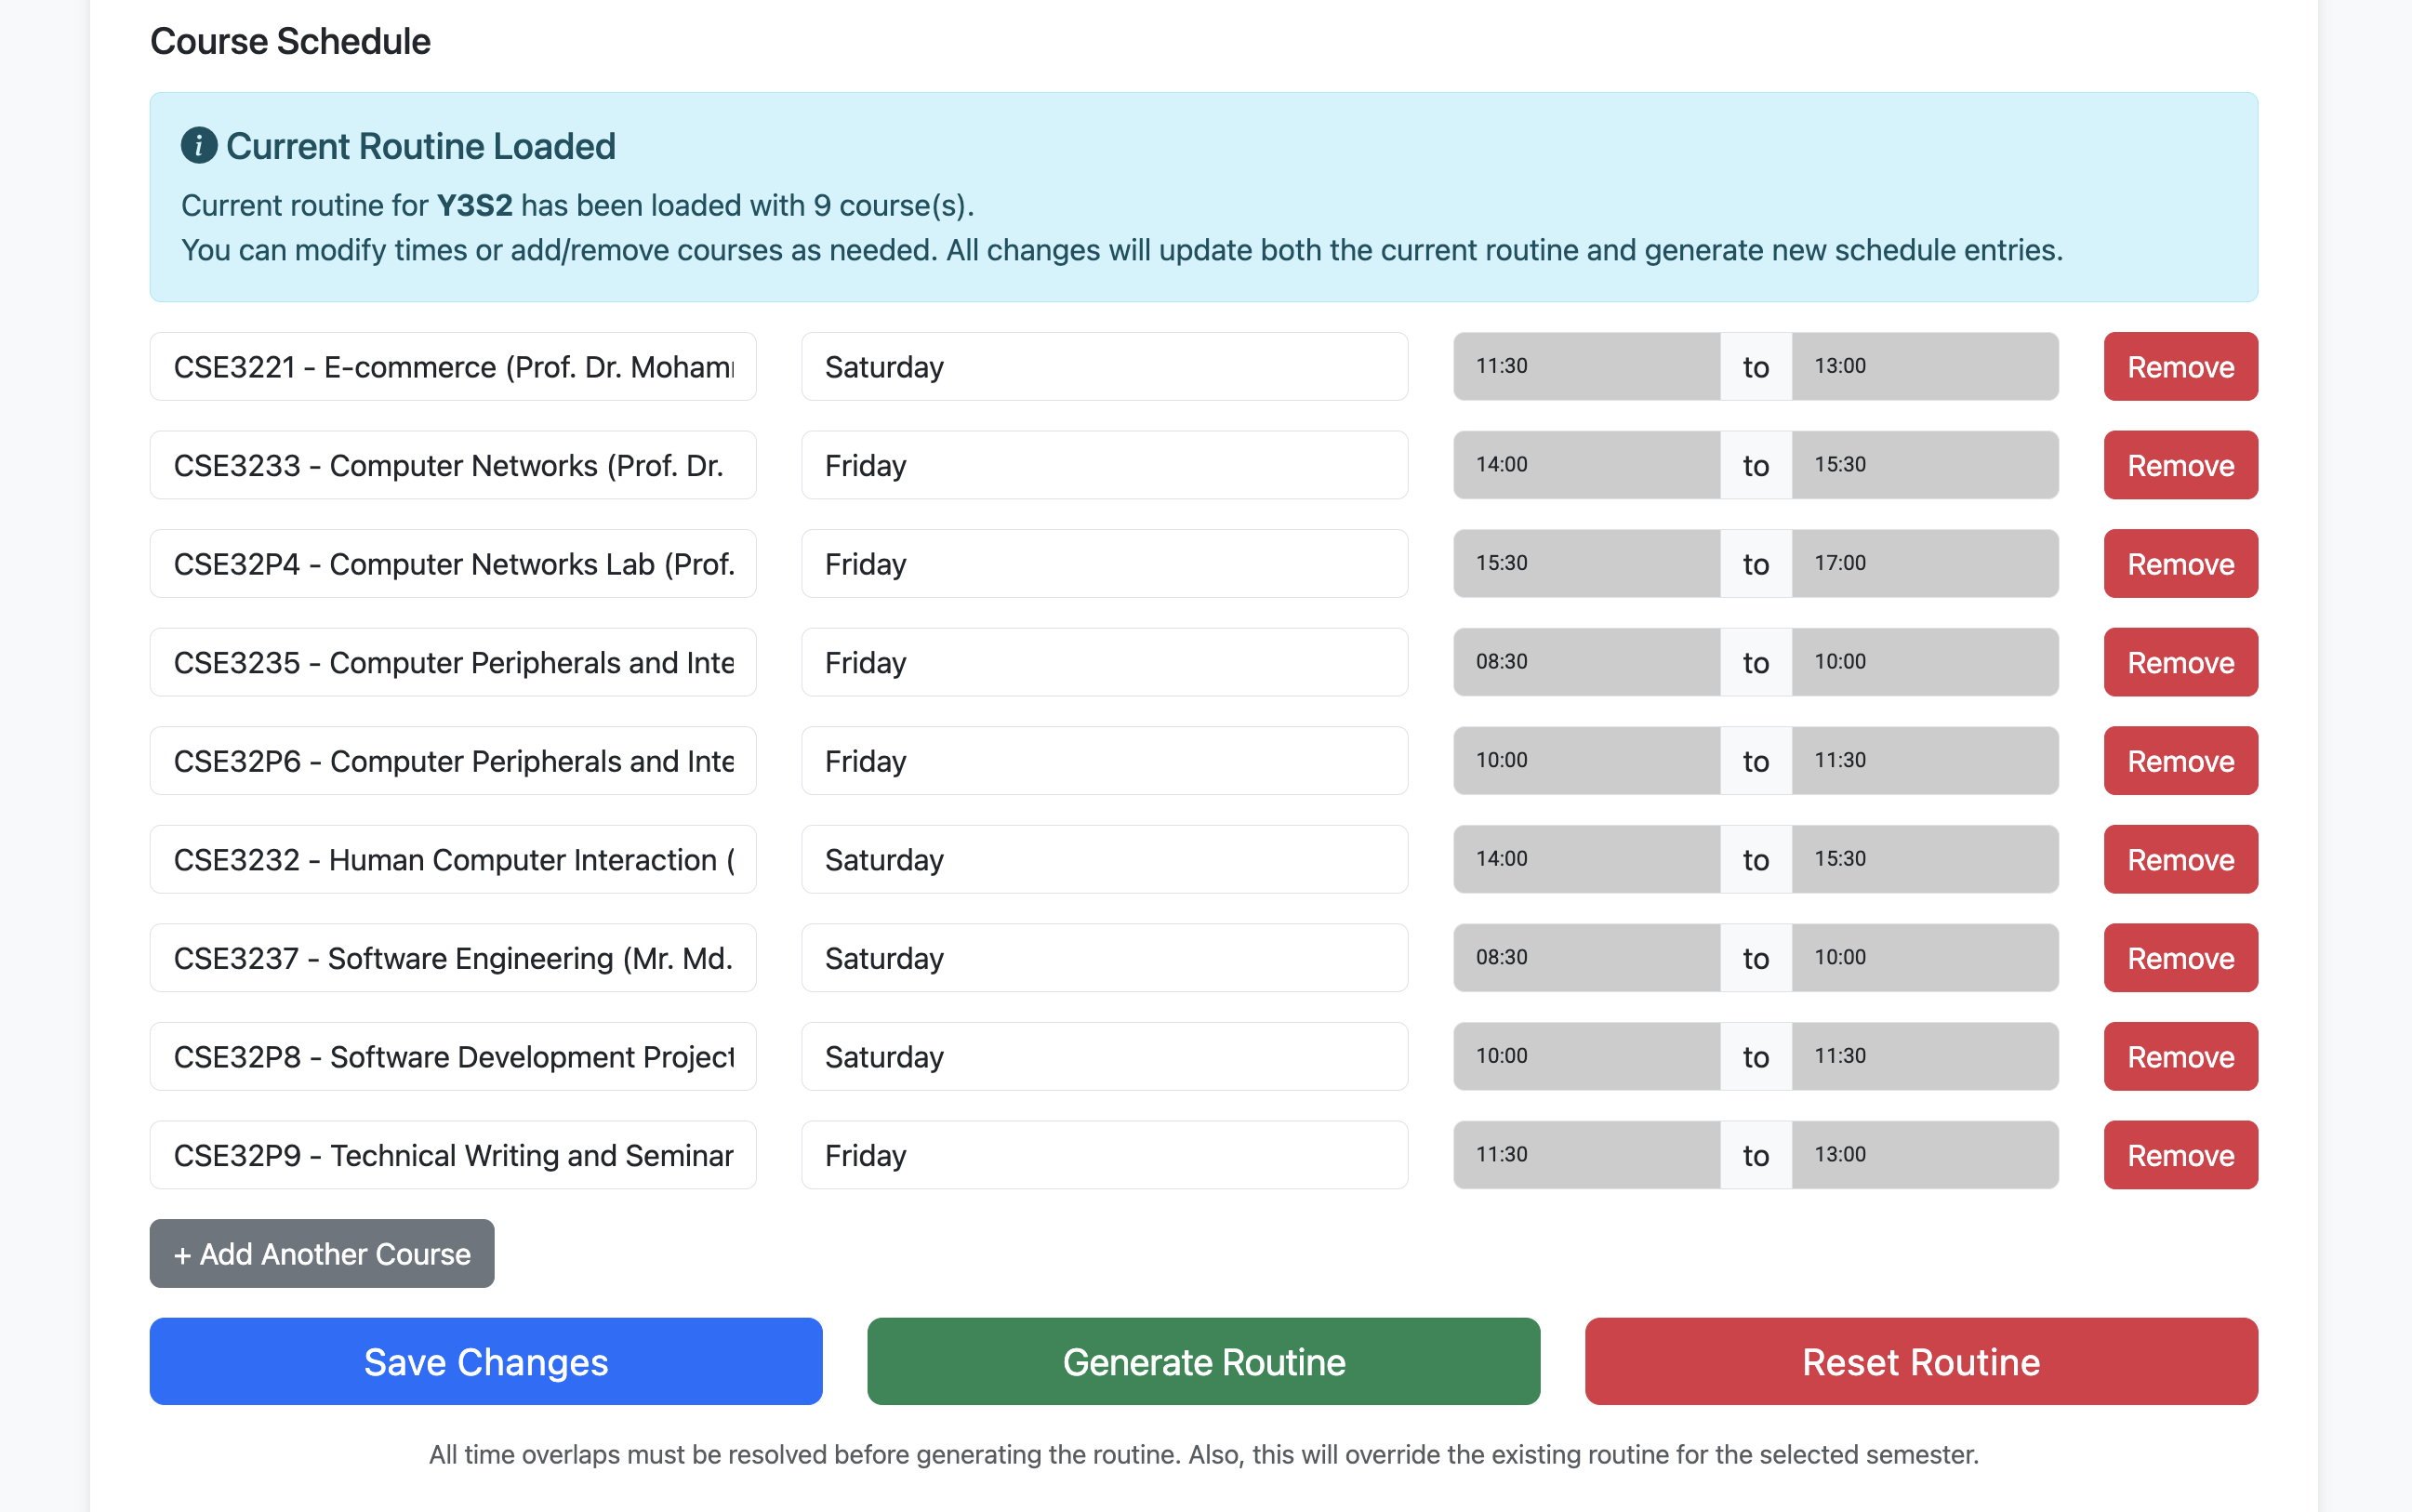 Course Schedule
Current Routine Loaded
Current routine for Y3S2 has been loaded with 9 course(s).
You can modify times or add/remove courses as needed. All changes will update both the current routine and generate new schedule entries.
CSE3221 - E-commerce (Prof. Dr. Saturday 11:30 to 13:00 Remove
CSE3233 - Computer Networks (Prof. Dr. Friday 14:00 to 15:30 Remove
CSE32P4 - Computer Networks Lab (Prof. Friday 15:30 to 17:00 Remove
CSE3235 - Computer Peripherals and Inte Friday 08:30 to 10:00 Remove
CSE32P6 - Computer Peripherals and Inte Friday 10:00 to 11:30 Remove
CSE3232 - Human Computer Interaction ( Saturday 14:00 to 15:30 Remove
CSE3237 - Software Engineering (Mr. Md. Saturday 08:30 to 10:00 Remove
CSE32P8 - Software Development Project Saturday 10:00 to 11:30 Remove
CSE32P9 - Technical Writing and Seminar Friday 11:30 to 13:00 Remove
+ Add Another Course
Save Changes Generate Routine Reset Routine
All time overlaps must be resolved before generating the routine. Also, this will override the existing routine for the selected semester.